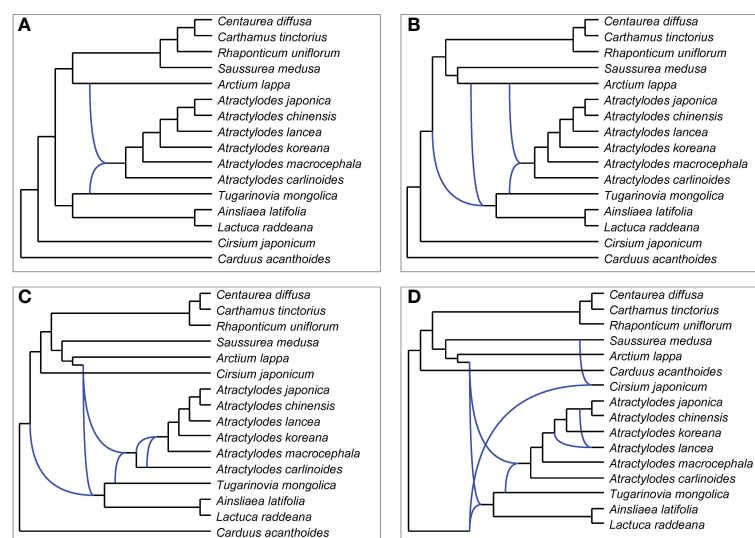 A
Centaurea diffusa
Carthamus tinctorius
Rhaponticum uniflorum
Saussurea medusa
Arctium lappa
Atractylodes japonica
Atractylodes chinensis
Atractylodes lancea
Atractylodes koreana
Atractylodes macrocephala
Atractylodes carlinoides
Tugarinovia mongolica
Ainsliaea latifolia
Lactuca raddeana
Cirsium japonicum
Carduus acanthoides
B
Centaurea diffusa
Carthamus tinctorius
Rhaponticum uniflorum
Saussurea medusa
Arctium lappa
Atractylodes japonica
Atractylodes chinensis
Atractylodes lancea
Atractylodes koreana
Atractylodes macrocephala
Atractylodes carlinoides
Tugarinovia mongolica
Ainsliaea latifolia
Lactuca raddeana
Cirsium japonicum
Carduus acanthoides
C
Centaurea diffusa
Carthamus tinctorius
Rhaponticum uniflorum
Saussurea medusa
Arctium lappa
Cirsium japonicum
Atractylodes japonica
Atractylodes chinensis
Atractylodes lancea
Atractylodes koreana
Atractylodes macrocephala
Atractylodes carlinoides
Tugarinovia mongolica
Ainsliaea latifolia
Lactuca raddeana
Carduus acanthoides
D
Centaurea diffusa
Carthamus tinctorius
Rhaponticum uniflorum
Saussurea medusa
Arctium lappa
Carduus acanthoides
Cirsium japonicum
Atractylodes japonica
Atractylodes chinensis
Atractylodes koreana
Atractylodes lancea
Atractylodes macrocephala
Atractylodes carlinoides
Tugarinovia mongolica
Ainsliaea latifolia
Lactuca raddeana